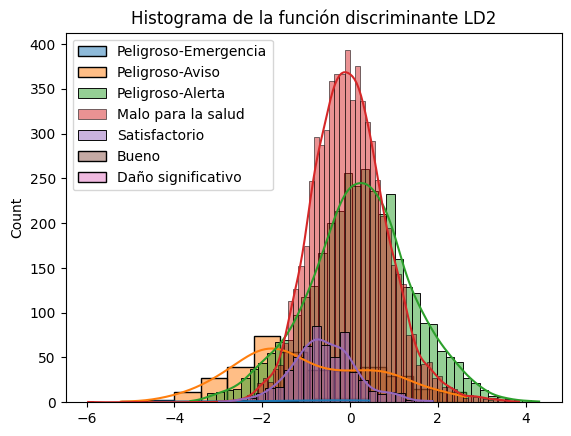 Histograma de la función discriminante LD2
Peligroso-Emergencia
Peligroso-Aviso
Peligroso-Alerta
Malo para la salud
Satisfactorio
Bueno
Daño significativo
Count
400
350
300
250
200
150
100
50
0
−6
−4
−2
0
2
4